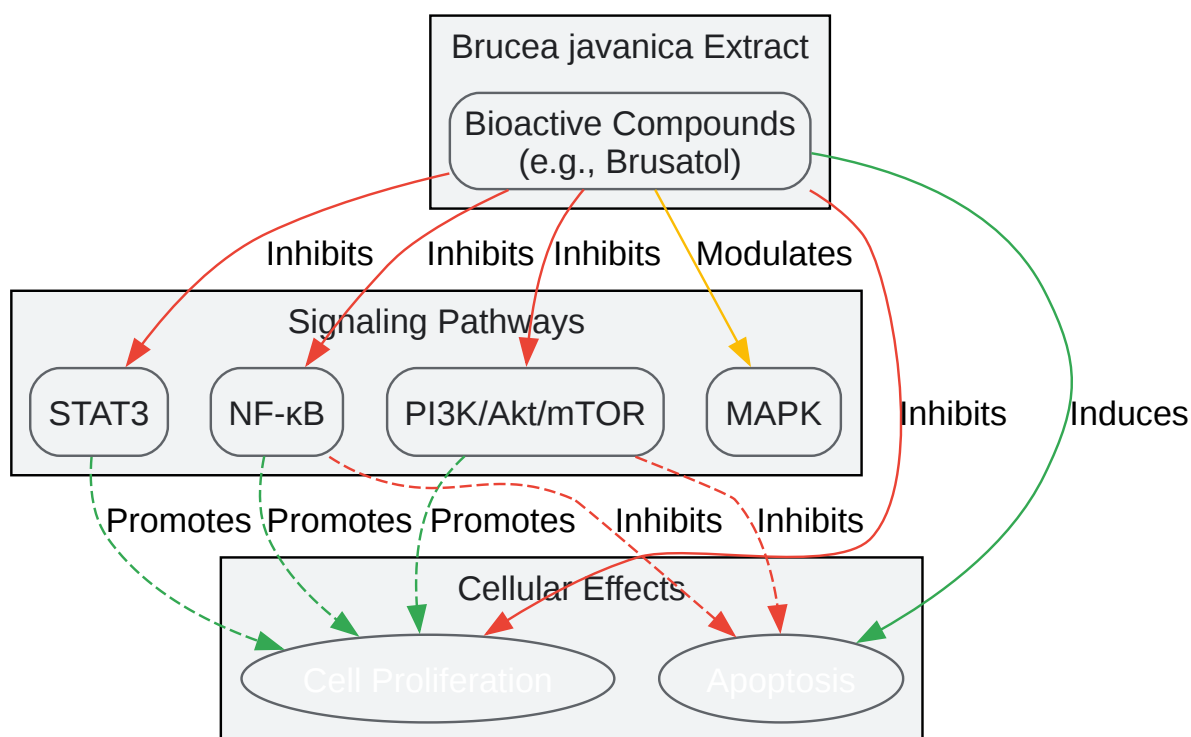 Brucea javanica Extract
Bioactive Compounds
(e.g., Brusatol)
Inhibits
Inhibits
Inhibits
Modulates
Signaling Pathways
STAT3
NF-κB
PI3K/Akt/mTOR
MAPK
Inhibits
Induces
Promotes
Promotes
Promotes
Inhibits
Inhibits
Cellular Effects
Cell Proliferation
Apoptosis